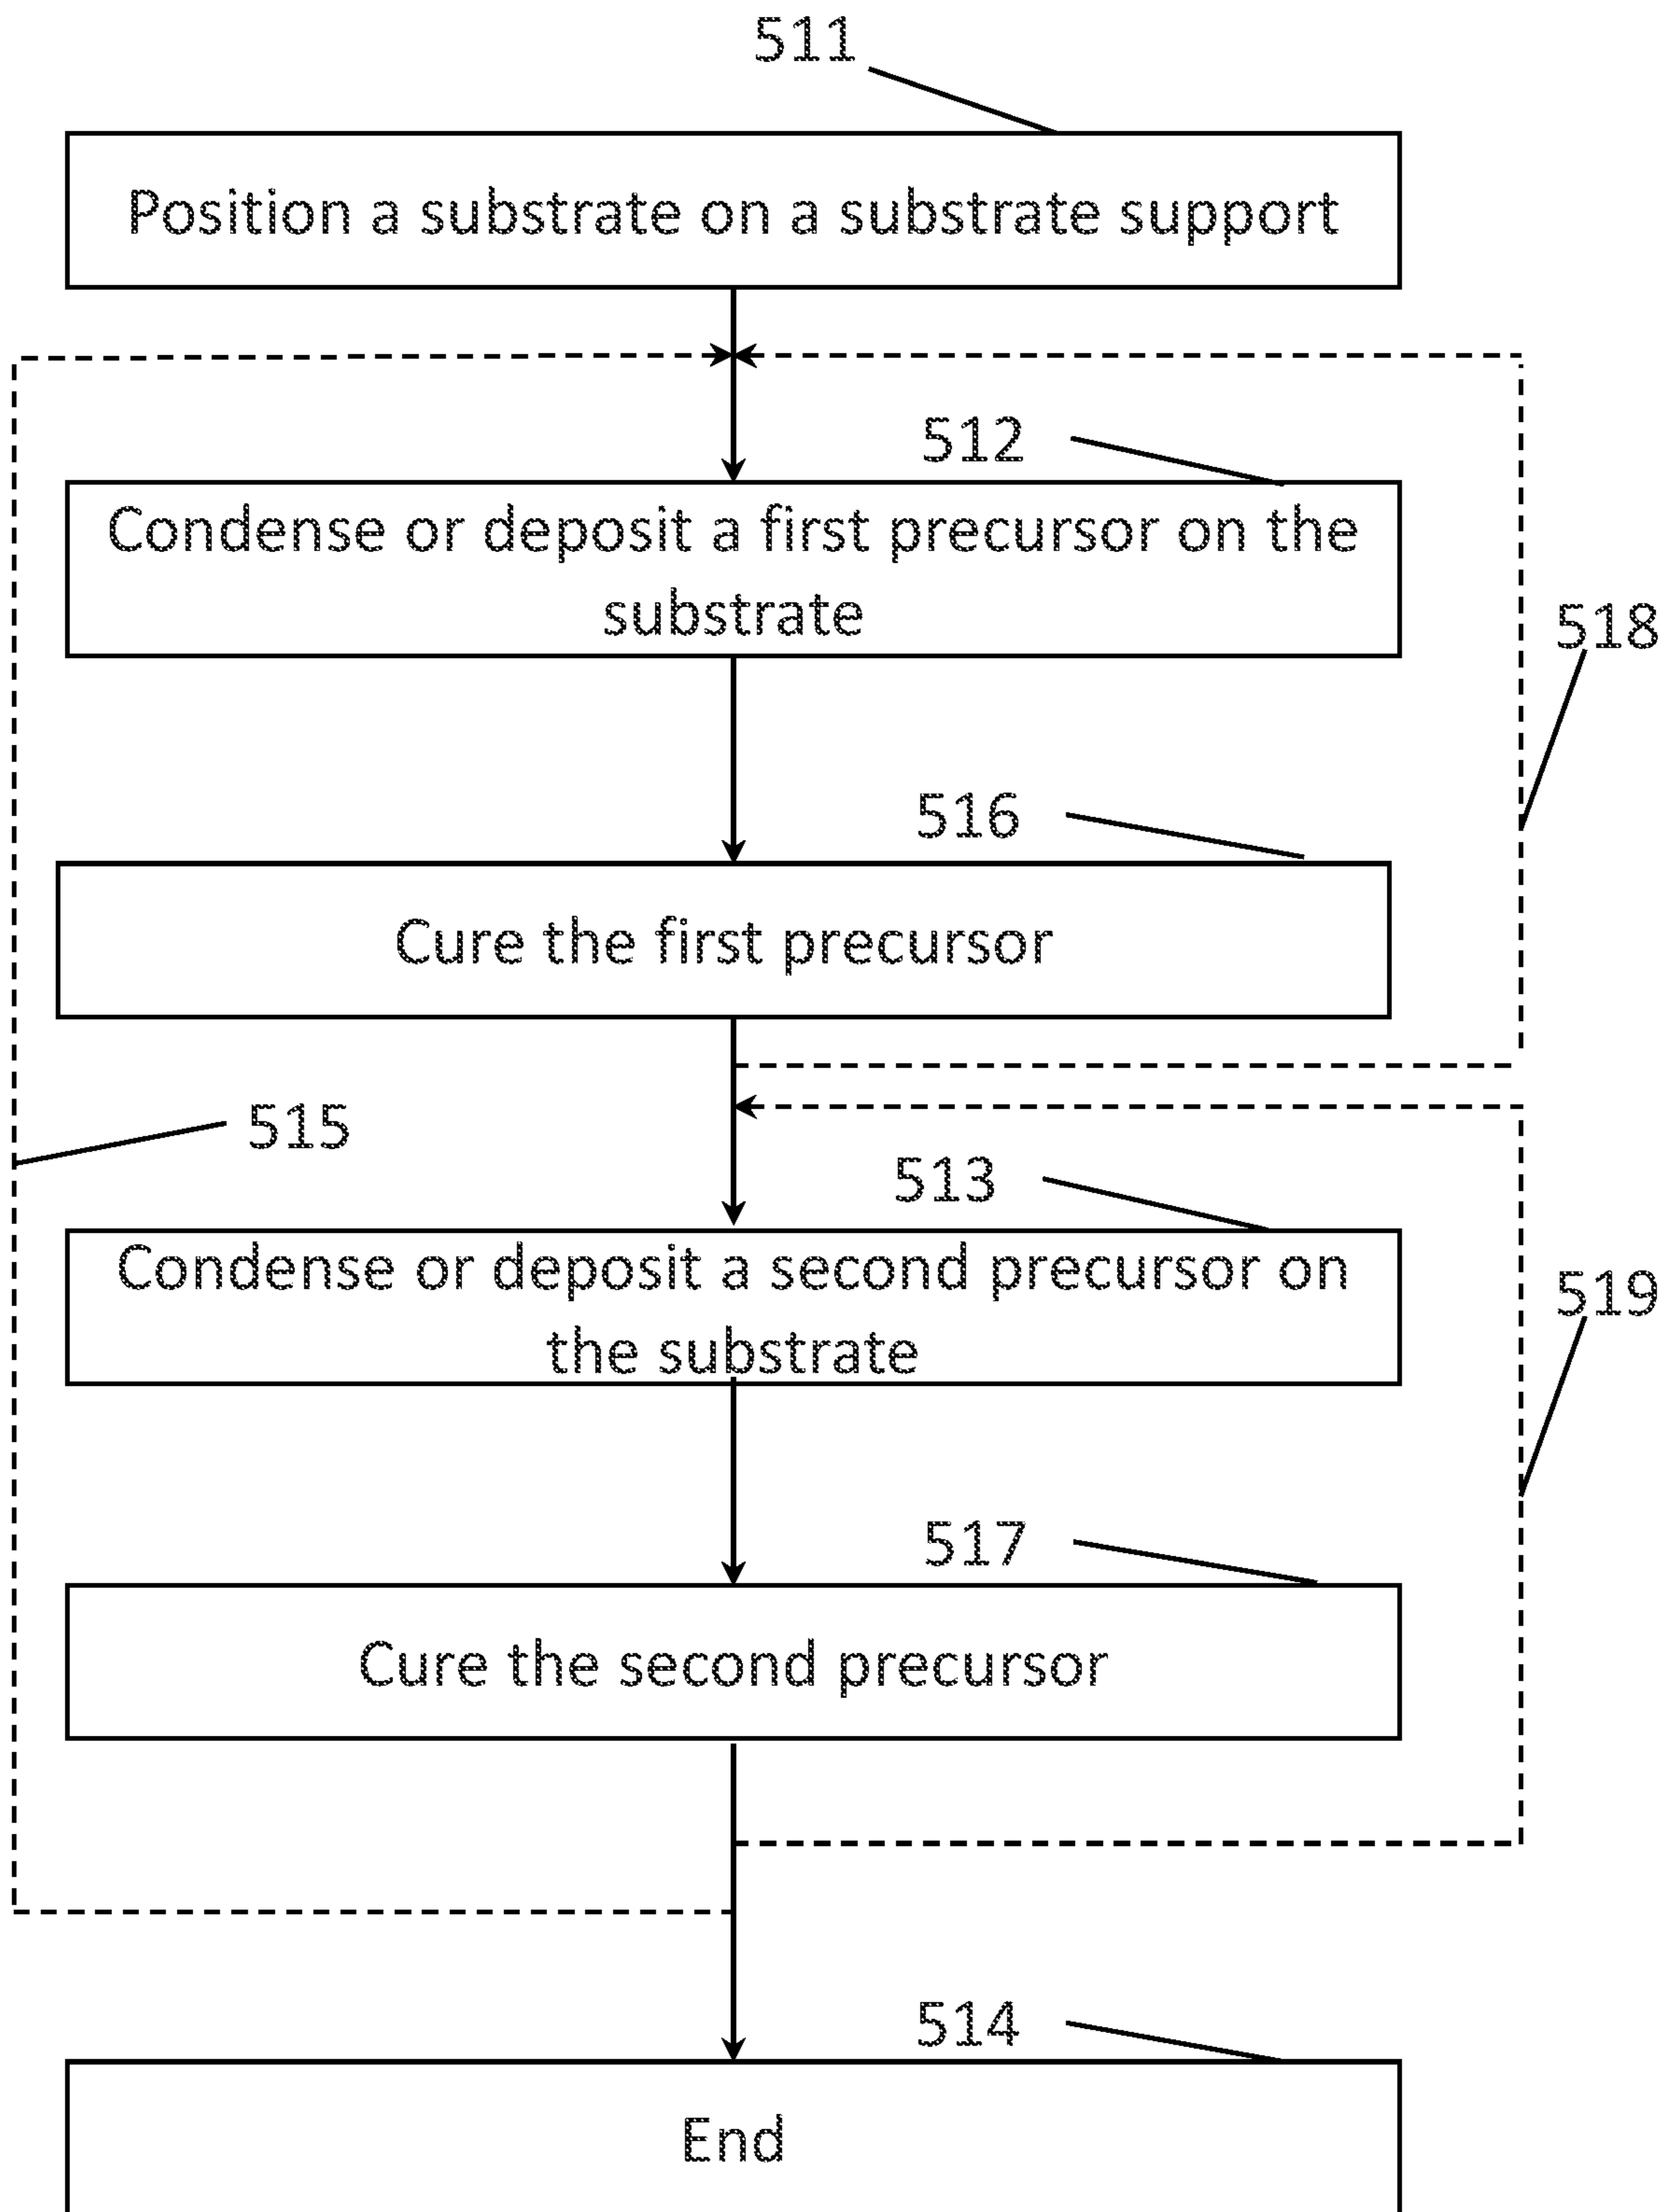 511
Position a substrate on a substrate support
512
Condense or deposit a first precursor on the
substrate
518
516
Cure the first precursor
515
513
Condense or deposit a second precursor on
the substrate
519
517
Cure the second precursor
514
End